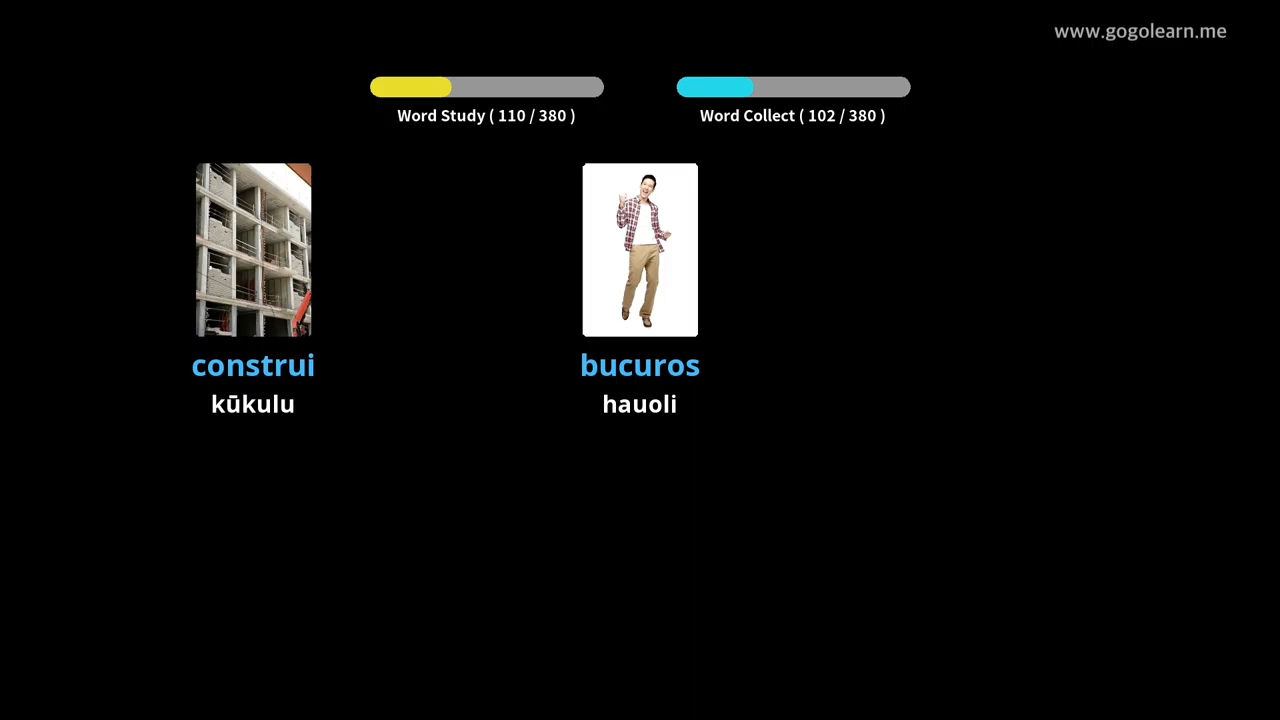 www.gogolearn.me
Word Study ( 110 / 380 )
Word Collect ( 102 / 380 )
construi
kūkulu
bucuros
hauoli